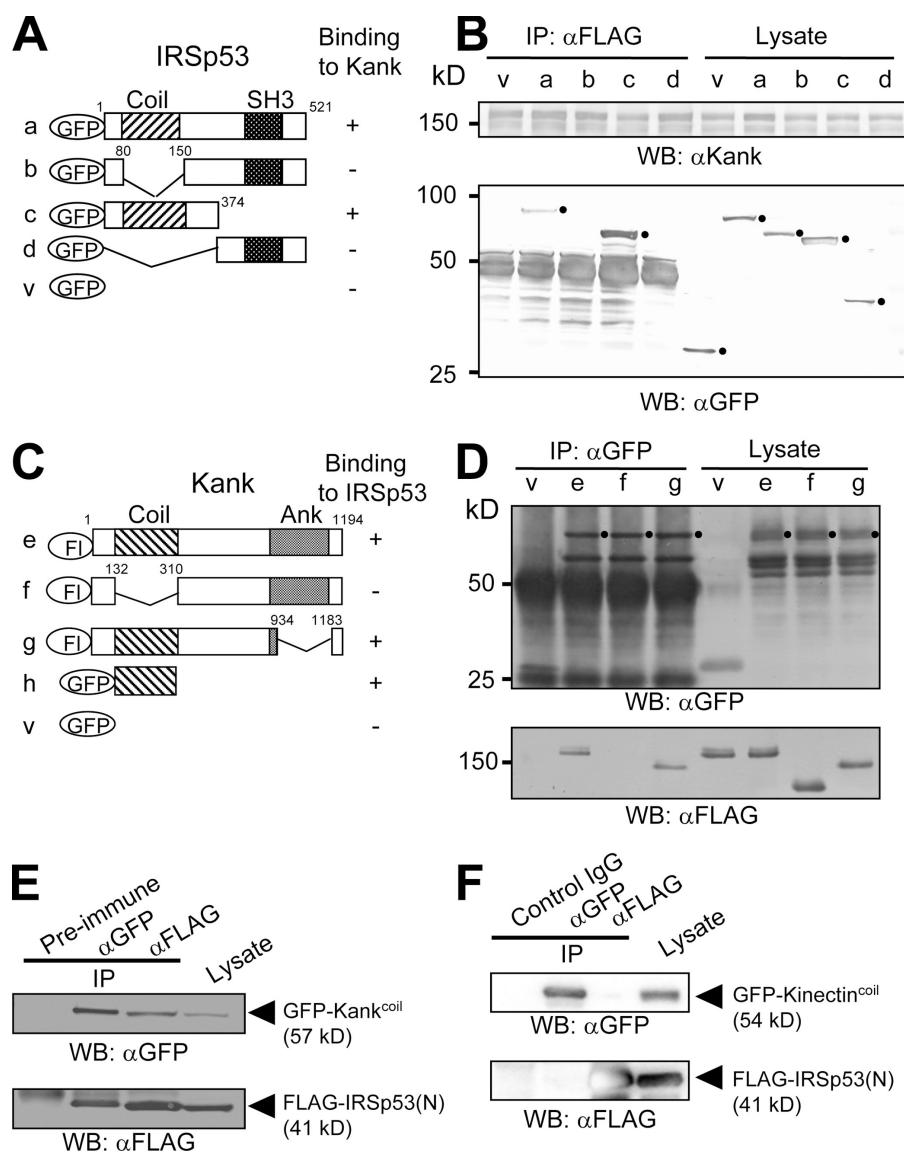 A
IRSp53
Binding
to Kank
1 Coil SH3 521
a GFP +
80 150
b GFP -
374
c GFP +
d GFP -
v GFP -
B
IP: αFLAG Lysate
kD v a b c d v a b c d
150
WB: αKank
100
50
25
WB: αGFP
C
Kank
Binding
to IRSp53
1 Coil Ank 1194
e Fl +
132 310
f Fl -
934 1183
g Fl +
h GFP +
v GFP -
D
IP: αGFP Lysate
v e f g v e f g
kD
50
25
WB: αGFP
150
WB: αFLAG
E
Pre-immune
αGFP
αFLAG
Lysate
IP
GFP-Kankcoil
(57 kD)
WB: αGFP
FLAG-IRSp53(N)
(41 kD)
WB: αFLAG
F
Control IgG
αGFP
αFLAG
Lysate
IP
GFP-Kinectincoil
(54 kD)
WB: αGFP
FLAG-IRSp53(N)
(41 kD)
WB: αFLAG